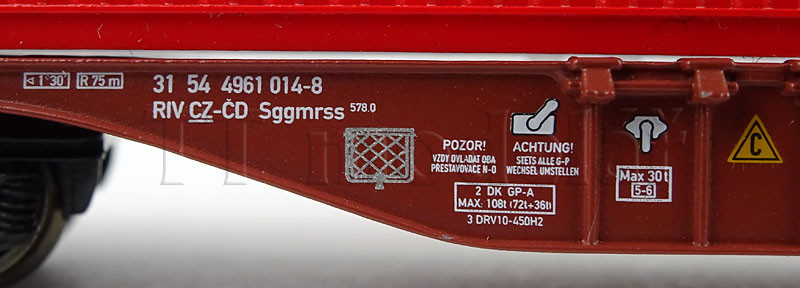 1°30' R 75 m
31 54 4961 014-8
RIV CZ-ČD Sggmrss 578.0
POZOR!
VZDY OVLADAT OBA
PŘESTAVOVACE N-O
ACHTUNG!
STETS ALLE G-P
WECHSEL UMSTELLEN
2 DK GP-A
MAX: 108t (72t+36t)
3 DRV10-450H2
Max 30 t
5-6
C